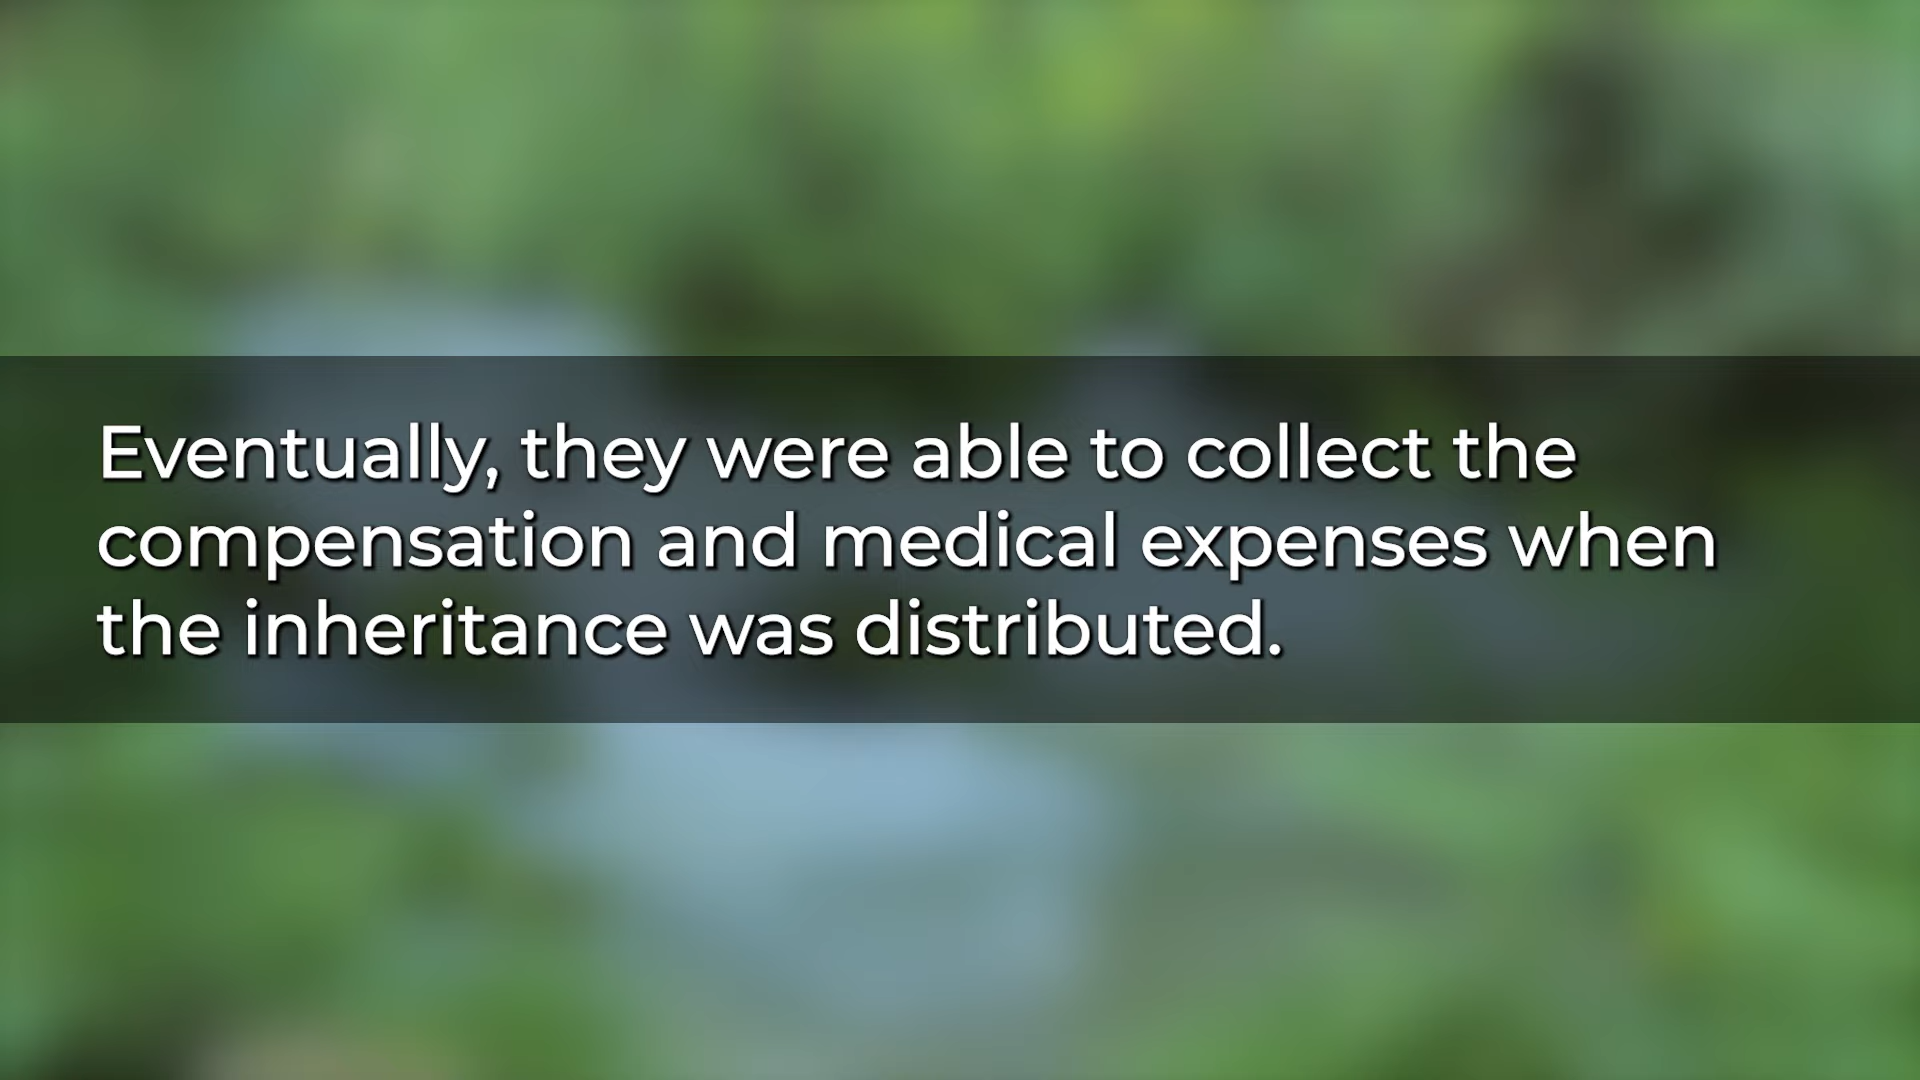 Eventually, they were able to collect the
compensation and medical expenses when
the inheritance was distributed.